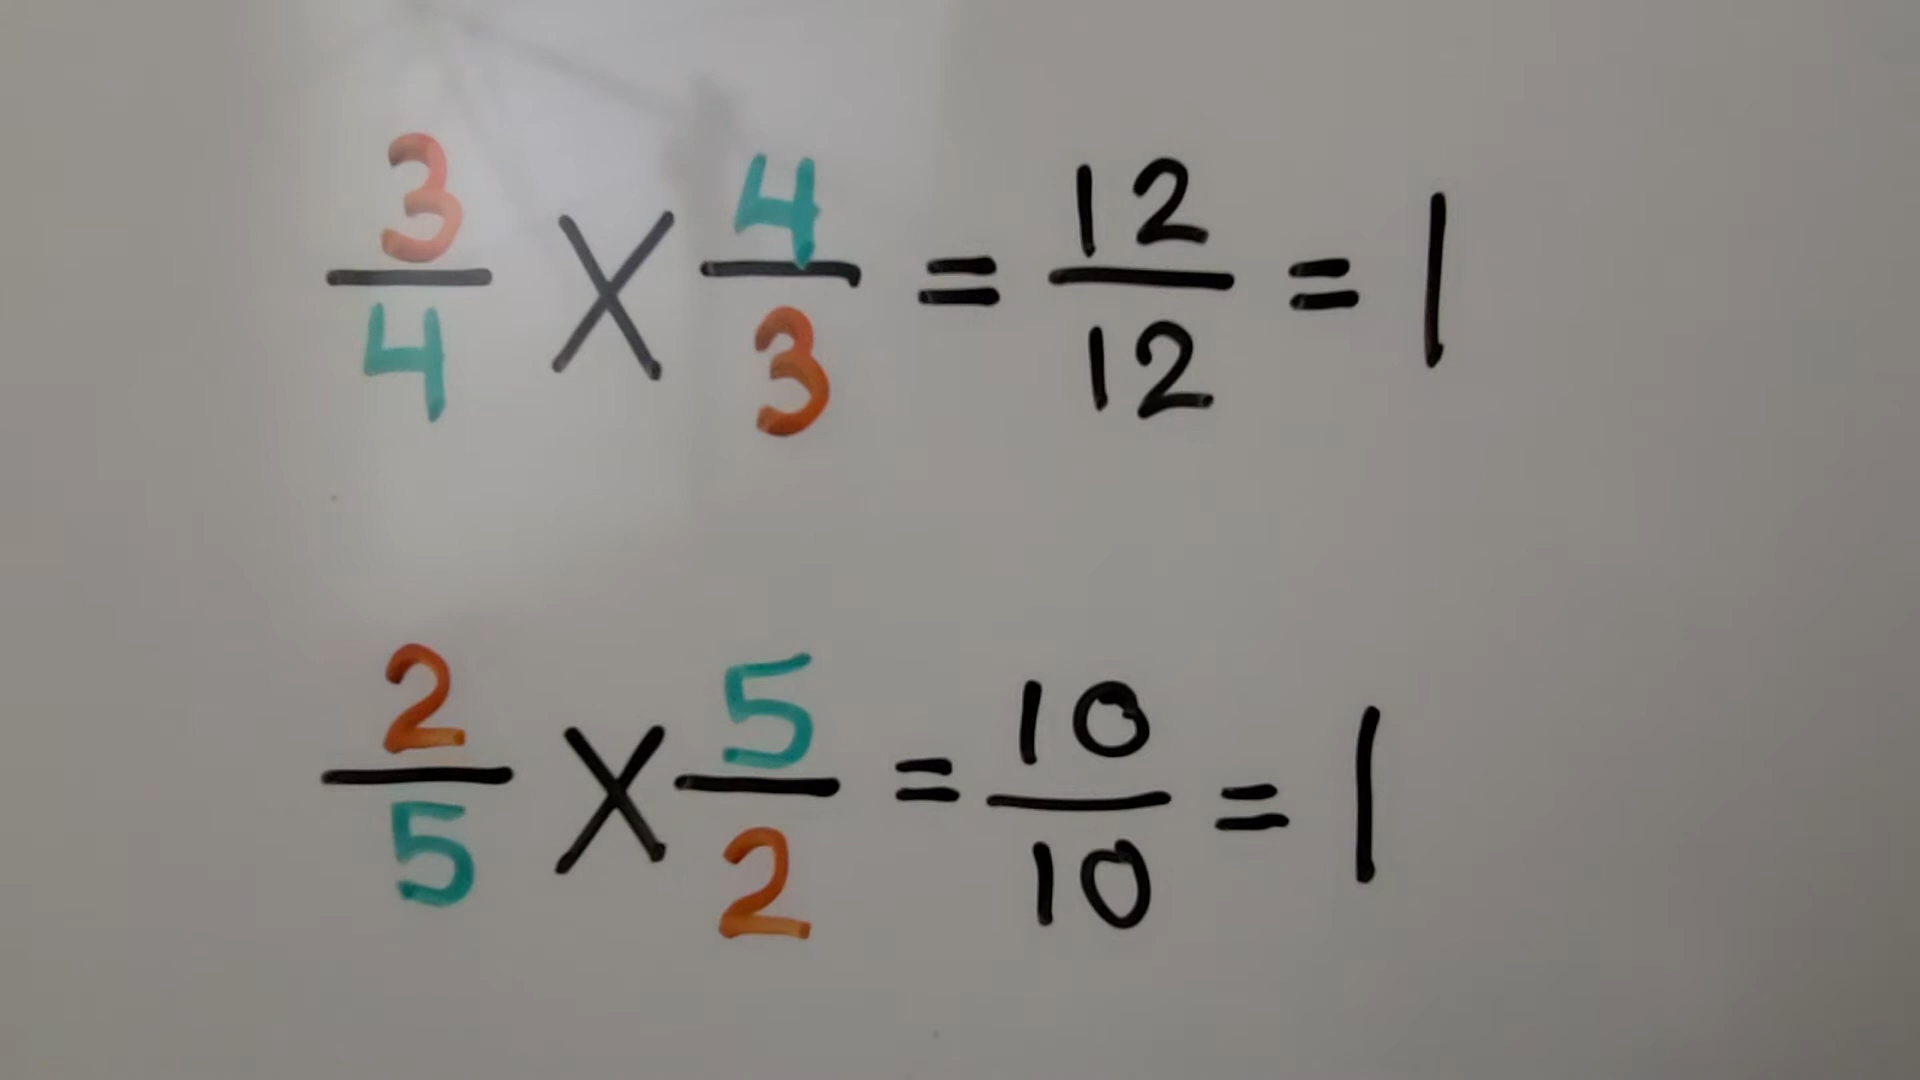 3/4 X 4/3 = 12/12 = 1
2/5 X 5/2 = 10/10 = 1